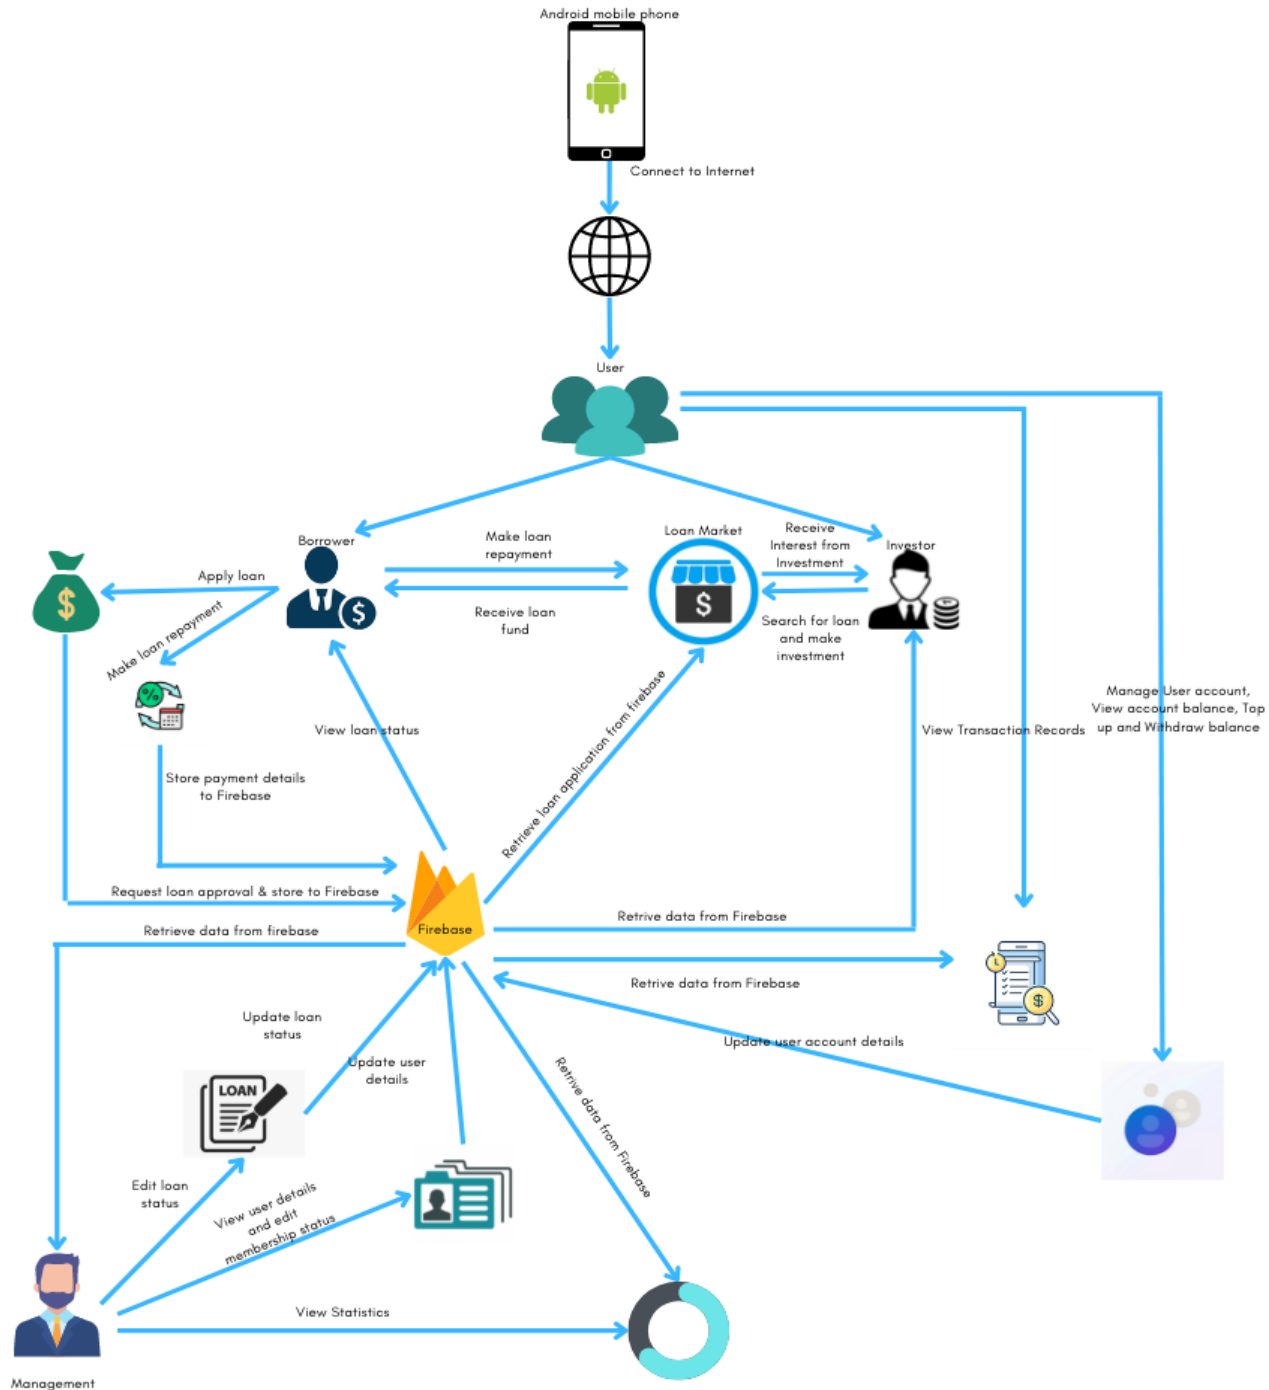 Android mobile phone
Connect to Internet
User
Borrower
Make loan
repayment
Loan Market
Receive
Interest from
Investment
Investor
Apply loan
Make loan repayment
Receive loan
fund
Search for loan
and make
investment
$
$
$
%
View loan status
Retrieve loan application from firebase
View Transaction Records
Manage User account,
View account balance, Top
up and Withdraw balance
Store payment details
to Firebase
Request loan approval & store to Firebase
Firebase
Retrieve data from firebase
Retrive data from Firebase
Retrive data from Firebase
$
Update loan
status
Update user
details
Update user account details
Retrive data from Firebase
LOAN
Edit loan
status
View user details
and edit
membership status
View Statistics
Management